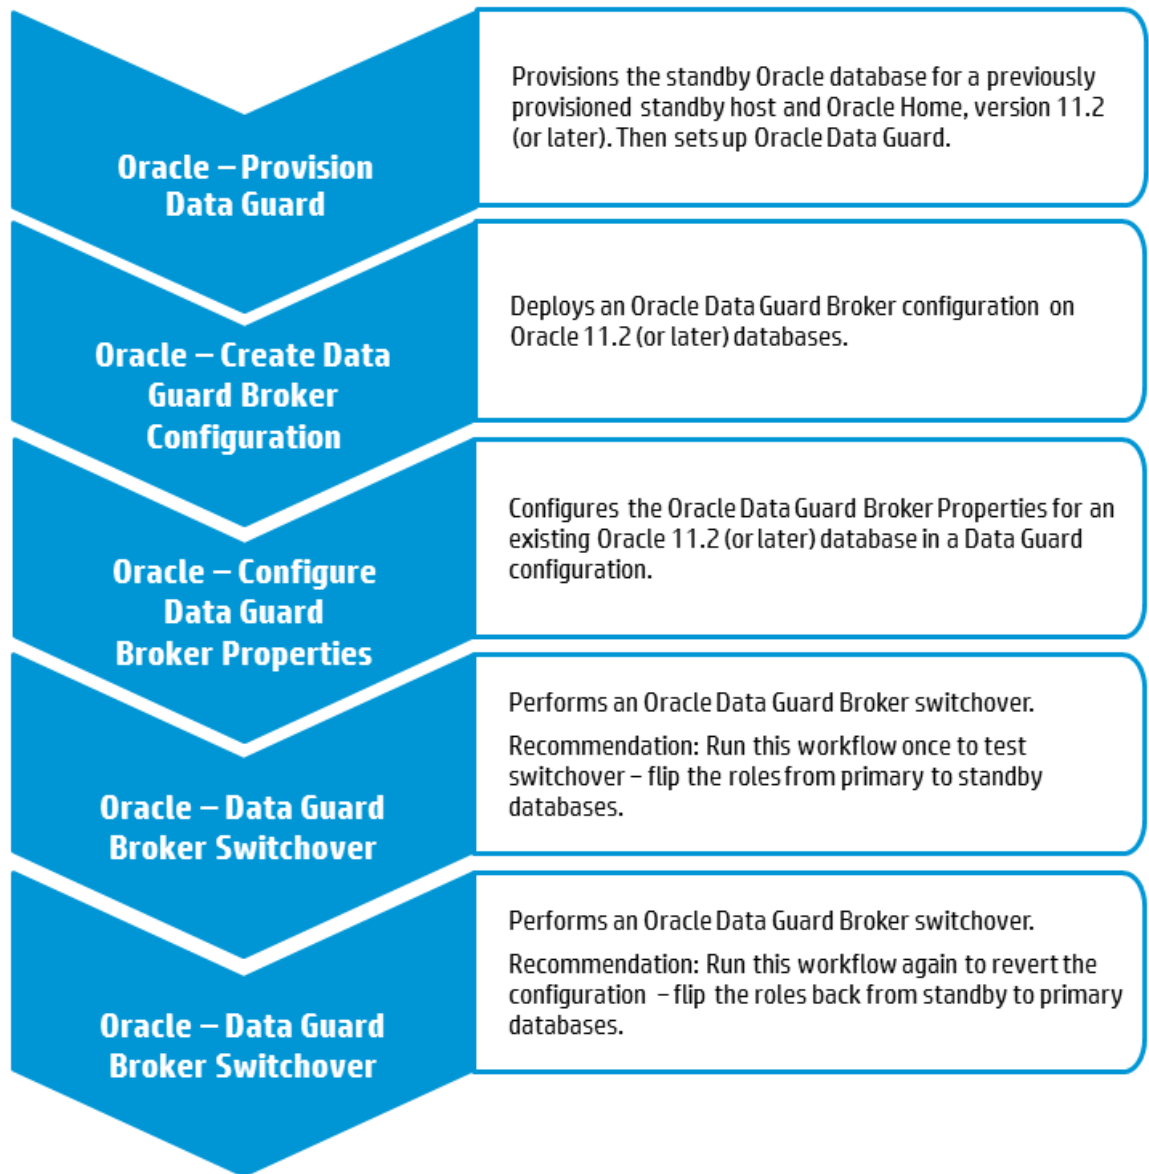 Oracle – Provision
Data Guard
Provisions the standby Oracle database for a previously
provisioned standby host and Oracle Home, version 11.2
(or later). Then sets up Oracle Data Guard.
Oracle – Create Data
Guard Broker
Configuration
Deploys an Oracle Data Guard Broker configuration on
Oracle 11.2 (or later) databases.
Oracle – Configure
Data Guard
Broker Properties
Configures the Oracle Data Guard Broker Properties for an
existing Oracle 11.2 (or later) database in a Data Guard
configuration.
Oracle – Data Guard
Broker Switchover
Performs an Oracle Data Guard Broker switchover.
Recommendation: Run this workflow once to test
switchover – flip the roles from primary to standby
databases.
Oracle – Data Guard
Broker Switchover
Performs an Oracle Data Guard Broker switchover.
Recommendation: Run this workflow again to revert the
configuration – flip the roles back from standby to primary
databases.